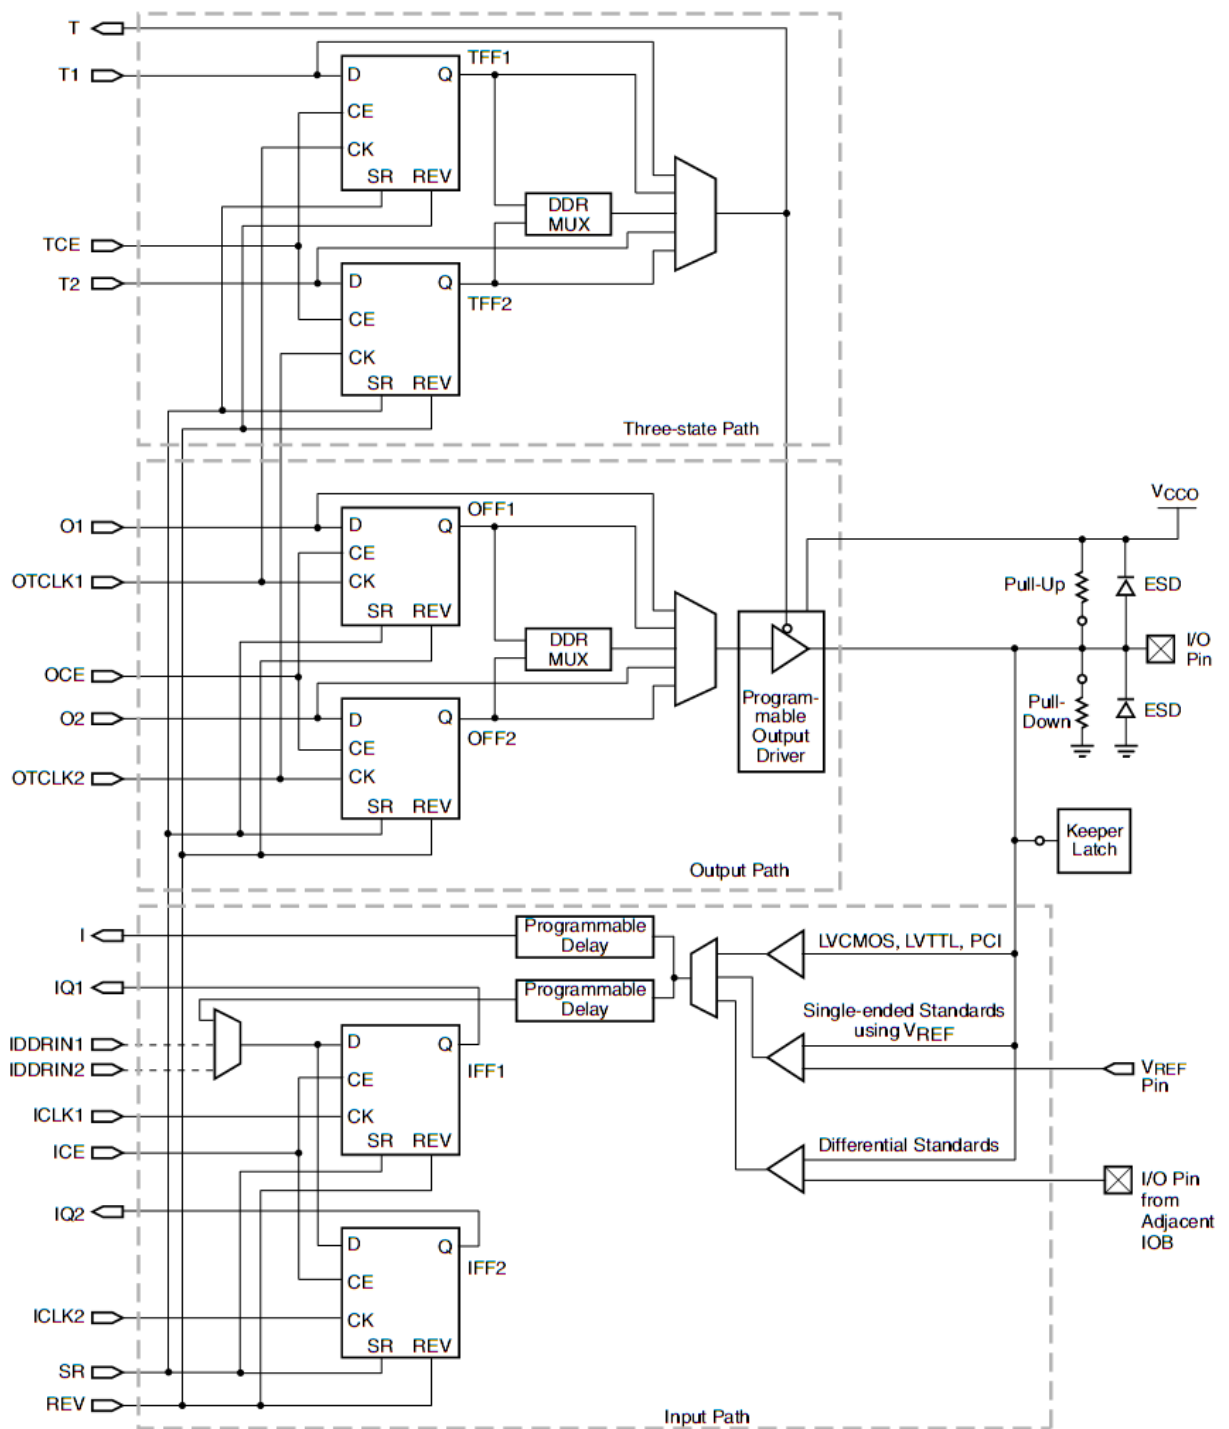 T
T1
D
Q
TFF1
CE
CK
SR
REV
DDR
MUX
TCE
T2
D
Q
TFF2
CE
CK
SR
REV
Three-state Path
O1
D
Q
OFF1
CE
OTCLK1
CK
SR
REV
DDR
MUX
OCE
O2
D
Q
OFF2
CE
OTCLK2
CK
SR
REV
Program-
mable
Output
Driver
VCCO
Pull-Up
ESD
I/O
Pin
Pull-
Down
ESD
Keeper
Latch
Output Path
I
Programmable
Delay
LVCMOS, LVTTL, PCI
IQ1
Programmable
Delay
Single-ended Standards
using VREF
IDDRIN1
IDDRIN2
D
Q
IFF1
CE
VREF
Pin
ICLK1
CK
ICE
SR
REV
Differential Standards
I/O Pin
from
Adjacent
IOB
IQ2
D
Q
IFF2
CE
ICLK2
CK
SR
REV
SR
REV
Input Path